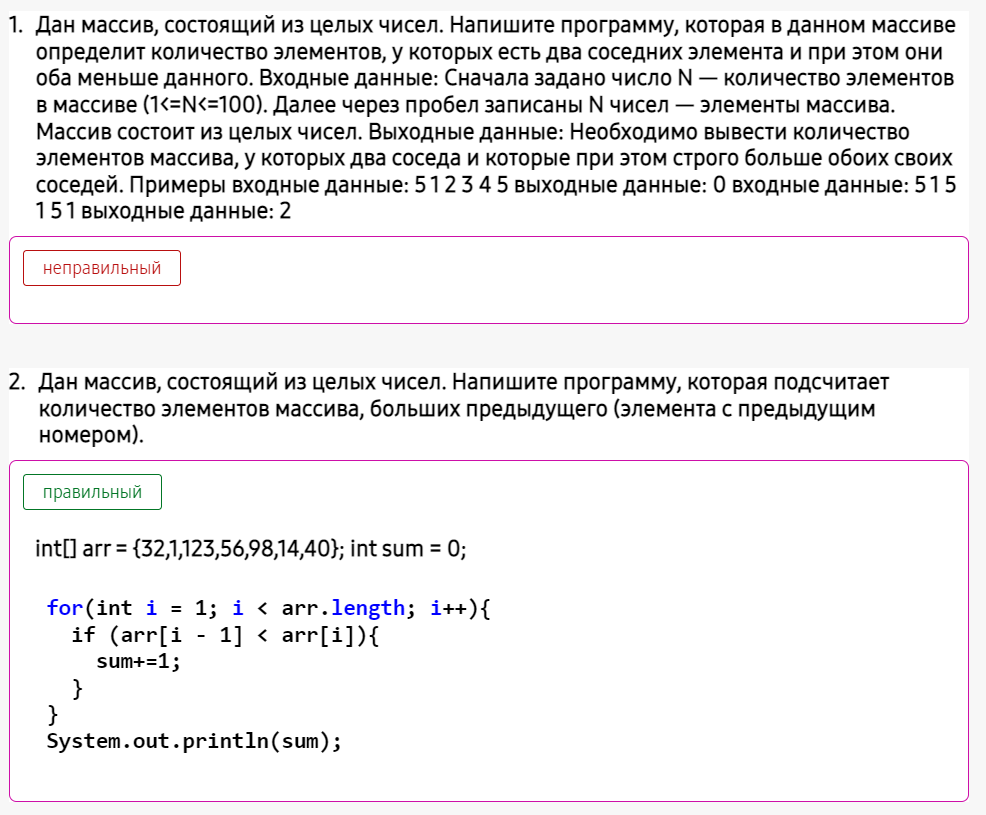 1. Дан массив, состоящий из целых чисел. Напишите программу, которая в данном массиве
определит количество элементов, у которых есть два соседних элемента и при этом они
оба меньше данного. Входные данные: Сначала задано число N — количество элементов
в массиве (1<=N<=100). Далее через пробел записаны N чисел — элементы массива.
Массив состоит из целых чисел. Выходные данные: Необходимо вывести количество
элементов массива, у которых два соседа и которые при этом строго больше обоих своих
соседей. Примеры входные данные: 5 1 2 3 4 5 выходные данные: 0 входные данные: 5 1 5
1 5 1 выходные данные: 2
неправильный
2. Дан массив, состоящий из целых чисел. Напишите программу, которая подсчитает
количество элементов массива, больших предыдущего (элемента с предыдущим
номером).
правильный
int[] arr = {32,1,123,56,98,14,40}; int sum = 0;
for(int i = 1; i < arr.length; i++){
if (arr[i - 1] < arr[i]){
sum+=1;
}
}
System.out.println(sum);